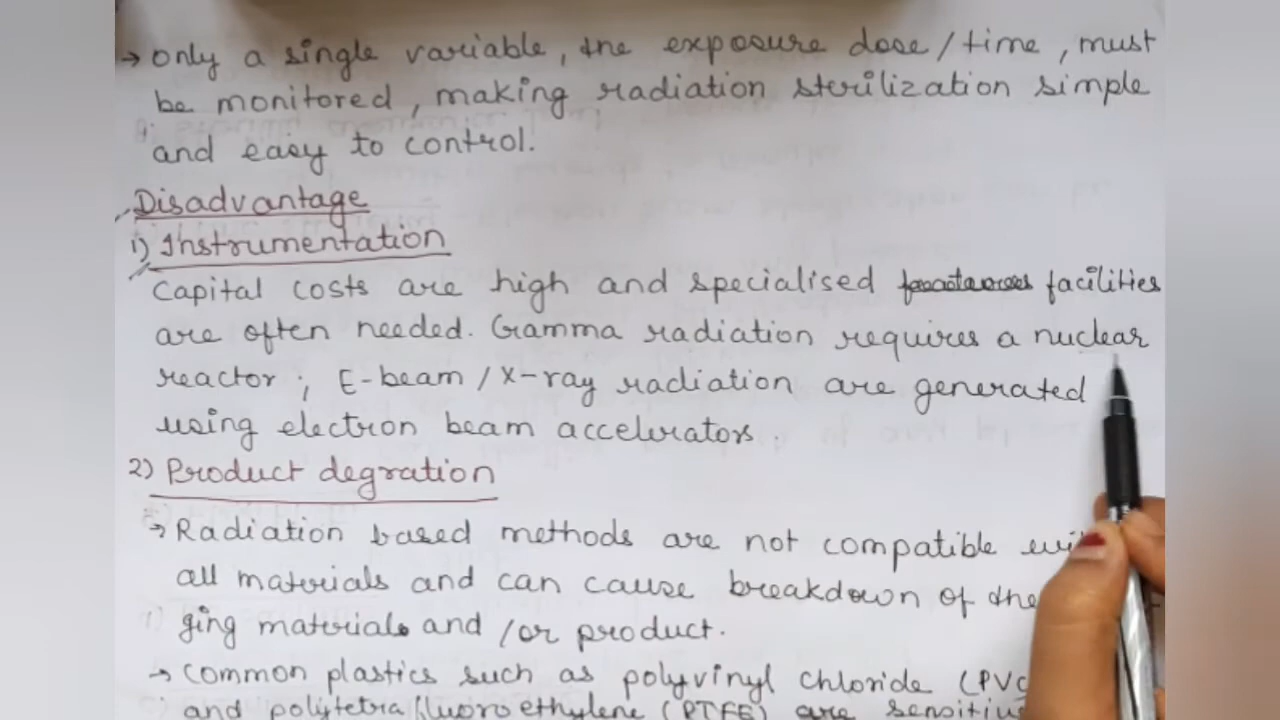 → only a single variable, the exposure dose/time, must
be monitored, making radiation sterilization simple
and easy to control.
Disadvantage
1) Instrumentation
Capital costs are high and specialised facilities
are often needed. Gamma radiation requires a nuclear
reactor; E-beam / X-ray radiation are generated
using electron beam accelerators.
2) Product degration
→ Radiation based methods are not compatible
all materials and can cause breakdown of the
ging materials and /or product.
→ Common plastics such as polyvinyl chloride (PVC
and polytetrafluoroethylene (PTFE) are